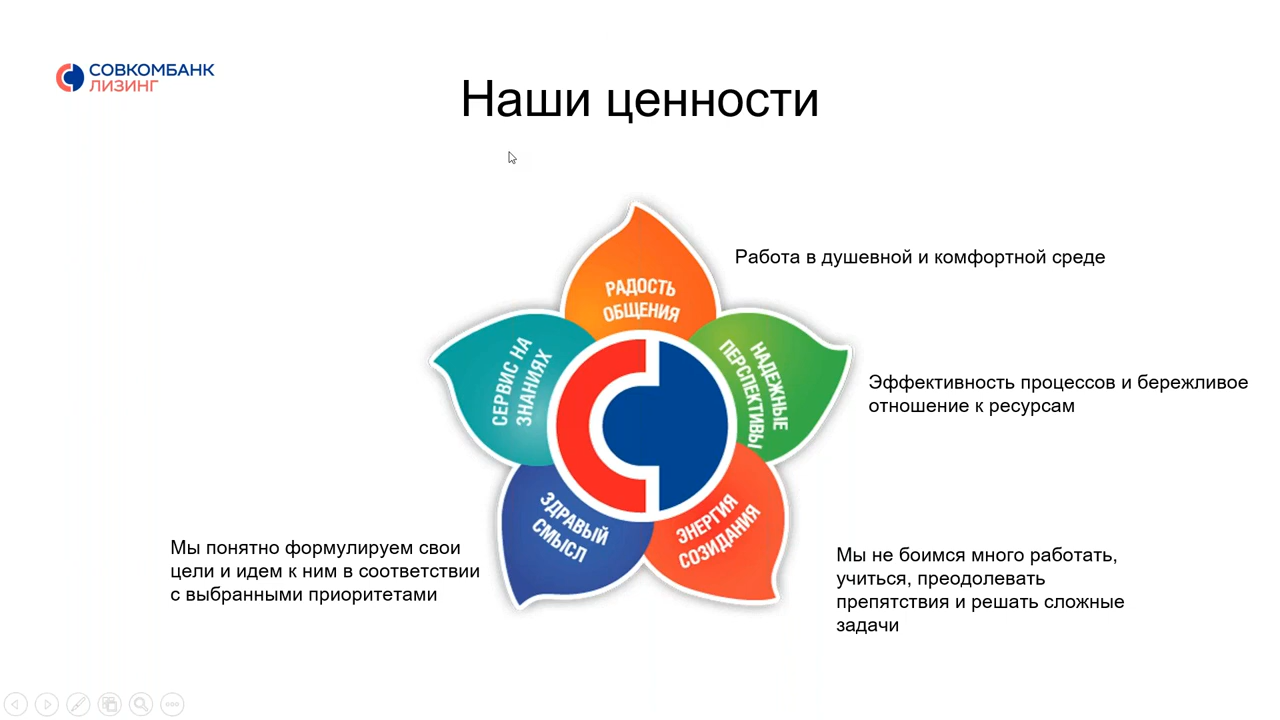 СОВКОМБАНК
ЛИЗИНГ
Наши ценности
РАДОСТЬ
ОБЩЕНИЯ
Работа в душевной и комфортной среде
НАДЕЖНЫЕ
ПЕРСПЕКТИВЫ
Эффективность процессов и бережливое
отношение к ресурсам
ЭНЕРГИЯ
СОЗИДАНИЯ
Мы не боимся много работать,
учиться, преодолевать
препятствия и решать сложные
задачи
ЗДРАВЫЙ
СМЫСЛ
Мы понятно формулируем свои
цели и идем к ним в соответствии
с выбранными приоритетами
СЕРВИС НА
ЗНАНИЯХ